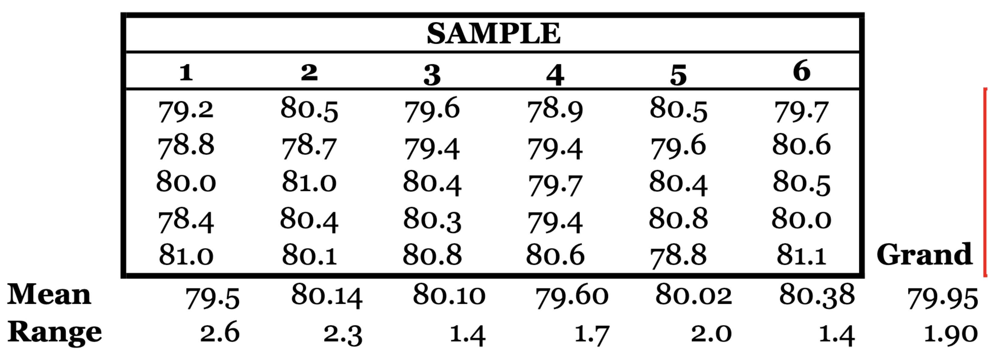 SAMPLE
1 2 3 4 5 6
79.2 80.5 79.6 78.9 80.5 79.7
78.8 78.7 79.4 79.4 79.6 80.6
80.0 81.0 80.4 79.7 80.4 80.5
78.4 80.4 80.3 79.4 80.8 80.0
81.0 80.1 80.8 80.6 78.8 81.1 Grand
Mean 79.5 80.14 80.10 79.60 80.02 80.38 79.95
Range 2.6 2.3 1.4 1.7 2.0 1.4 1.90